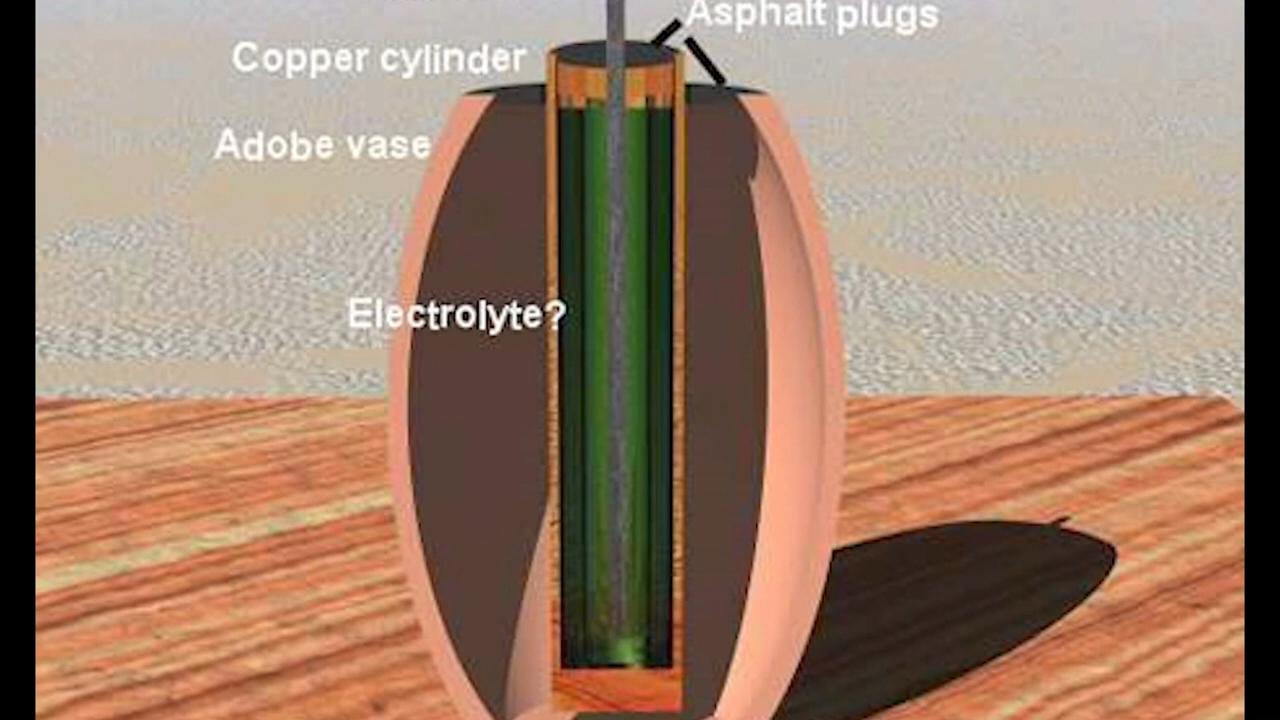 Asphalt plugs
Copper cylinder
Adobe vase
Electrolyte?